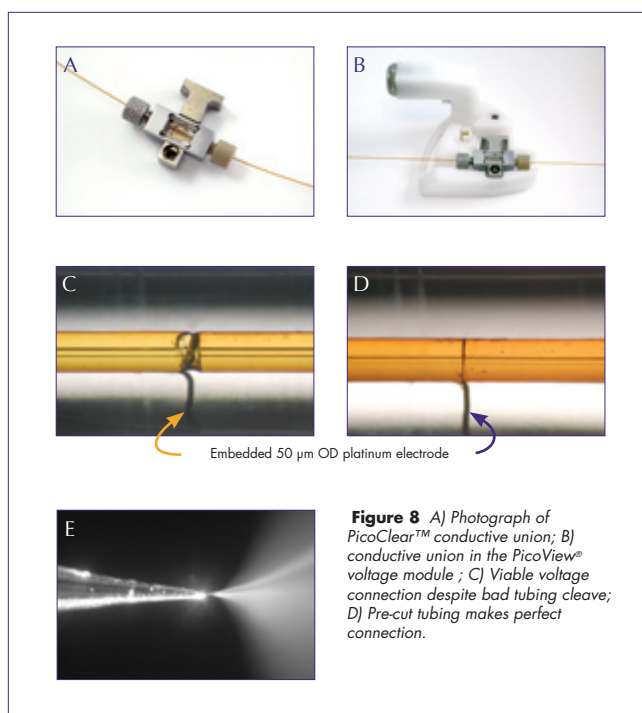 A
B
C
D
Embedded 50 µm OD platinum electrode
E
Figure 8 A) Photograph of
PicoClear™ conductive union; B)
conductive union in the PicoView®
voltage module ; C) Viable voltage
connection despite bad tubing cleave;
D) Pre-cut tubing makes perfect
connection.